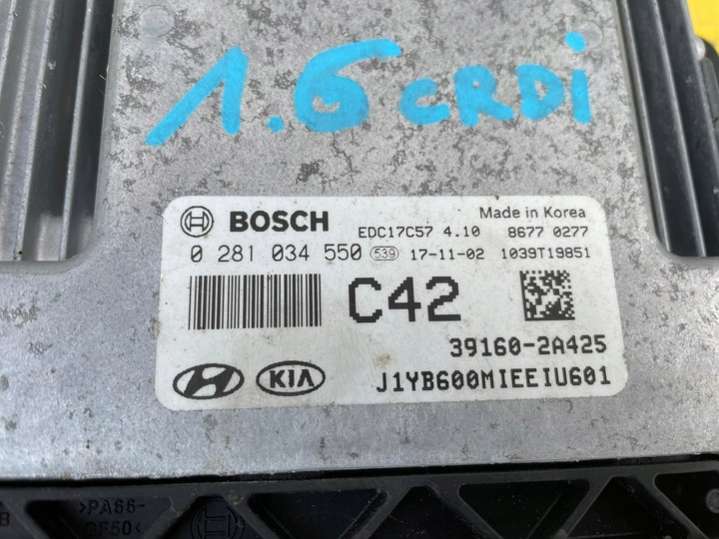 1.6 CRDi
BOSCH EDC17C57 4.10 Made in Korea 8677 0277
0 281 034 550 539 17-11-02 1039T19851
C42
39160-2A425
KIA J1YB600MIEEIU601
>PA66-
GF50<